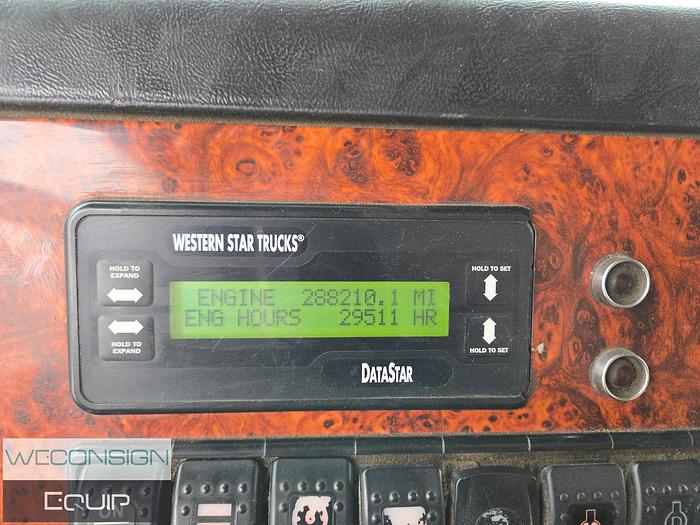 WESTERN STAR TRUCKS®
HOLD TO
EXPAND
HOLD TO SET
ENGINE 288210.1 MI
ENG HOURS 29511 HR
HOLD TO
EXPAND
HOLD TO SET
DATASTAR
WECONSIGN
EQUIP